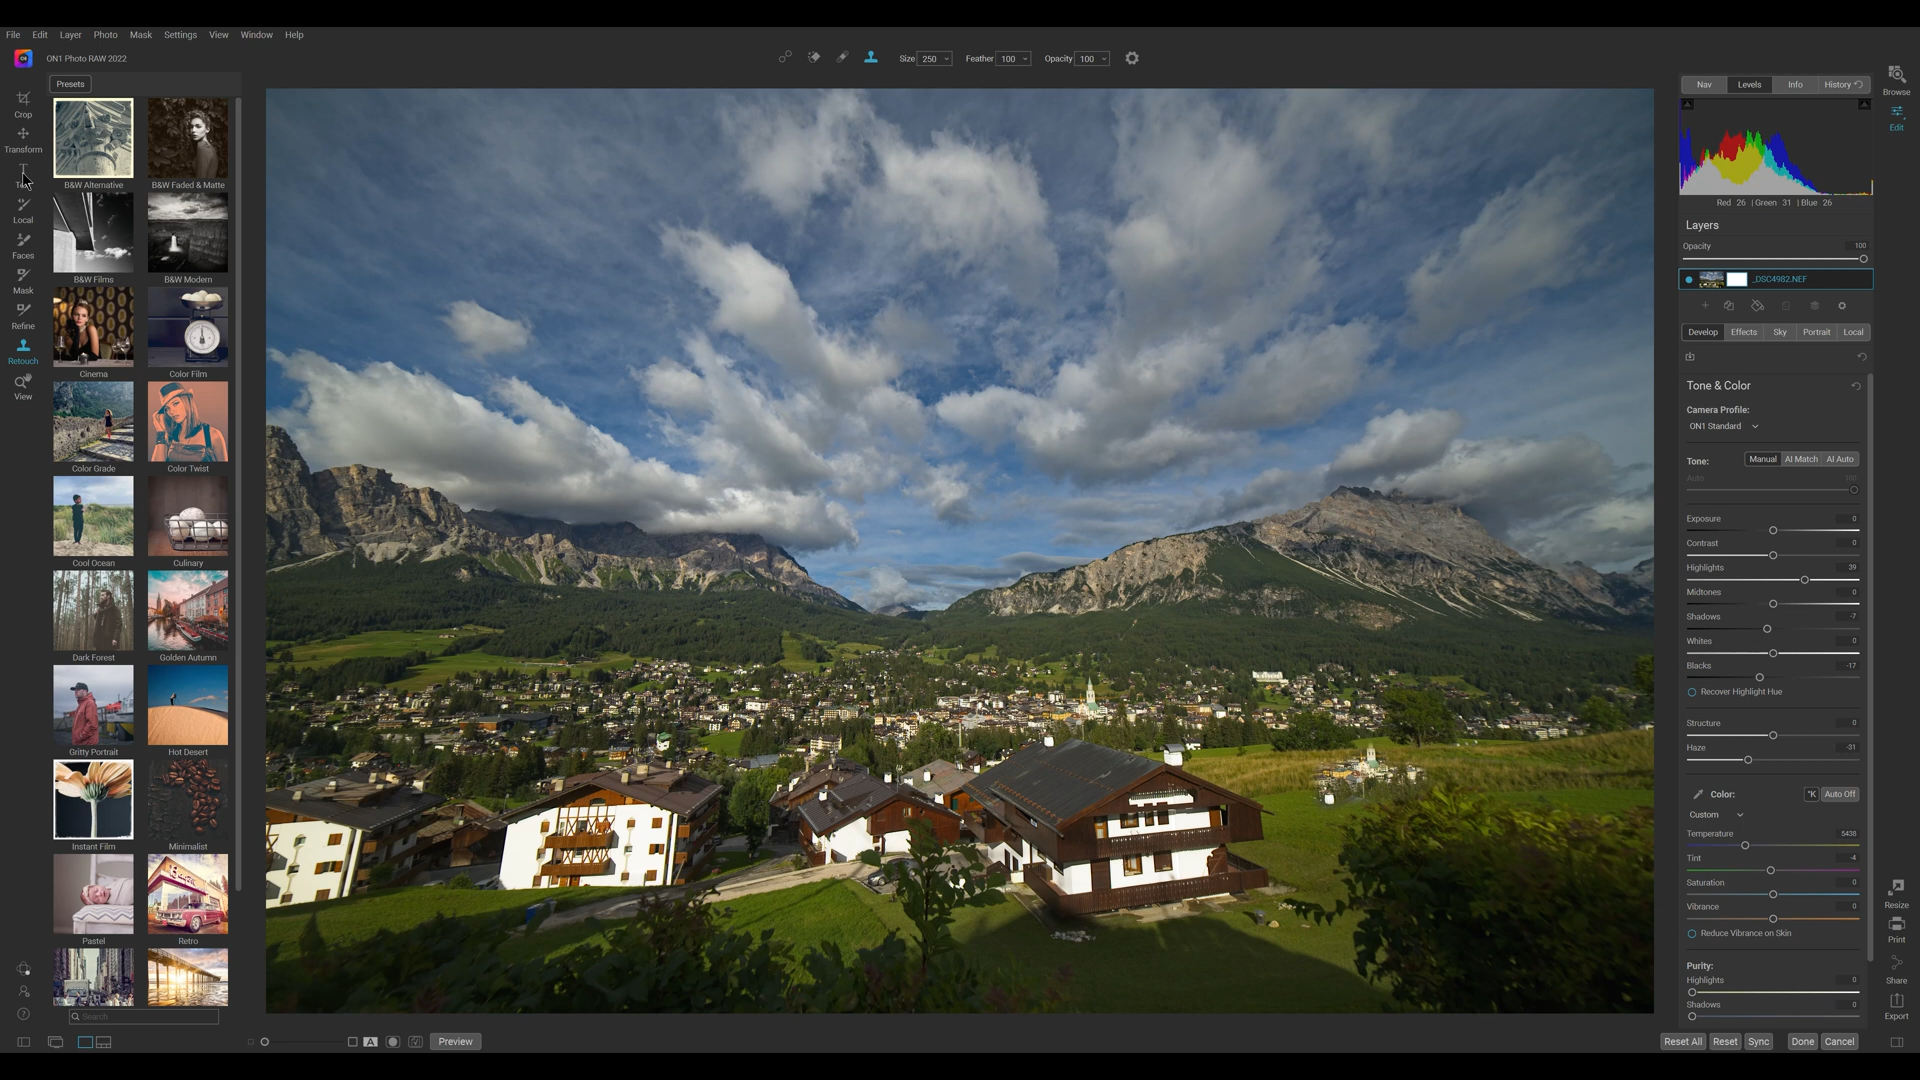 File Edit Layer Photo Mask Settings View Window Help
ON1 Photo RAW 2022
Size 250 Feather 100 Opacity 100
Presets
Crop
Transform
Local
Faces
Mask
Refine
Retouch
View
B&W Alternative B&W Faded & Matte
B&W Films B&W Modern
Cinema Color Film
Color Grade Color Twist
Cool Ocean Culinary
Dark Forest Golden Autumn
Gritty Portrait Hot Desert
Instant Film Minimalist
Pastel Retro
Search
A Preview
Nav Levels Info History
Red 26 | Green 31 | Blue 26
Layers
Opacity 100
_DSC4982.NEF
Develop Effects Sky Portrait Local
Tone & Color
Camera Profile:
ON1 Standard
Tone: Manual AI Match AI Auto
Auto 100
Exposure 0
Contrast 0
Highlights 39
Midtones 0
Shadows -7
Whites 0
Blacks -17
Recover Highlight Hue
Structure 0
Haze -31
Color: °K Auto Off
Custom
Temperature 5438
Tint -4
Saturation 0
Vibrance 0
Reduce Vibrance on Skin
Purity:
Highlights 0
Shadows 0
Reset All Reset Sync Done Cancel
Browse
Edit
Resize
Print
Share
Export